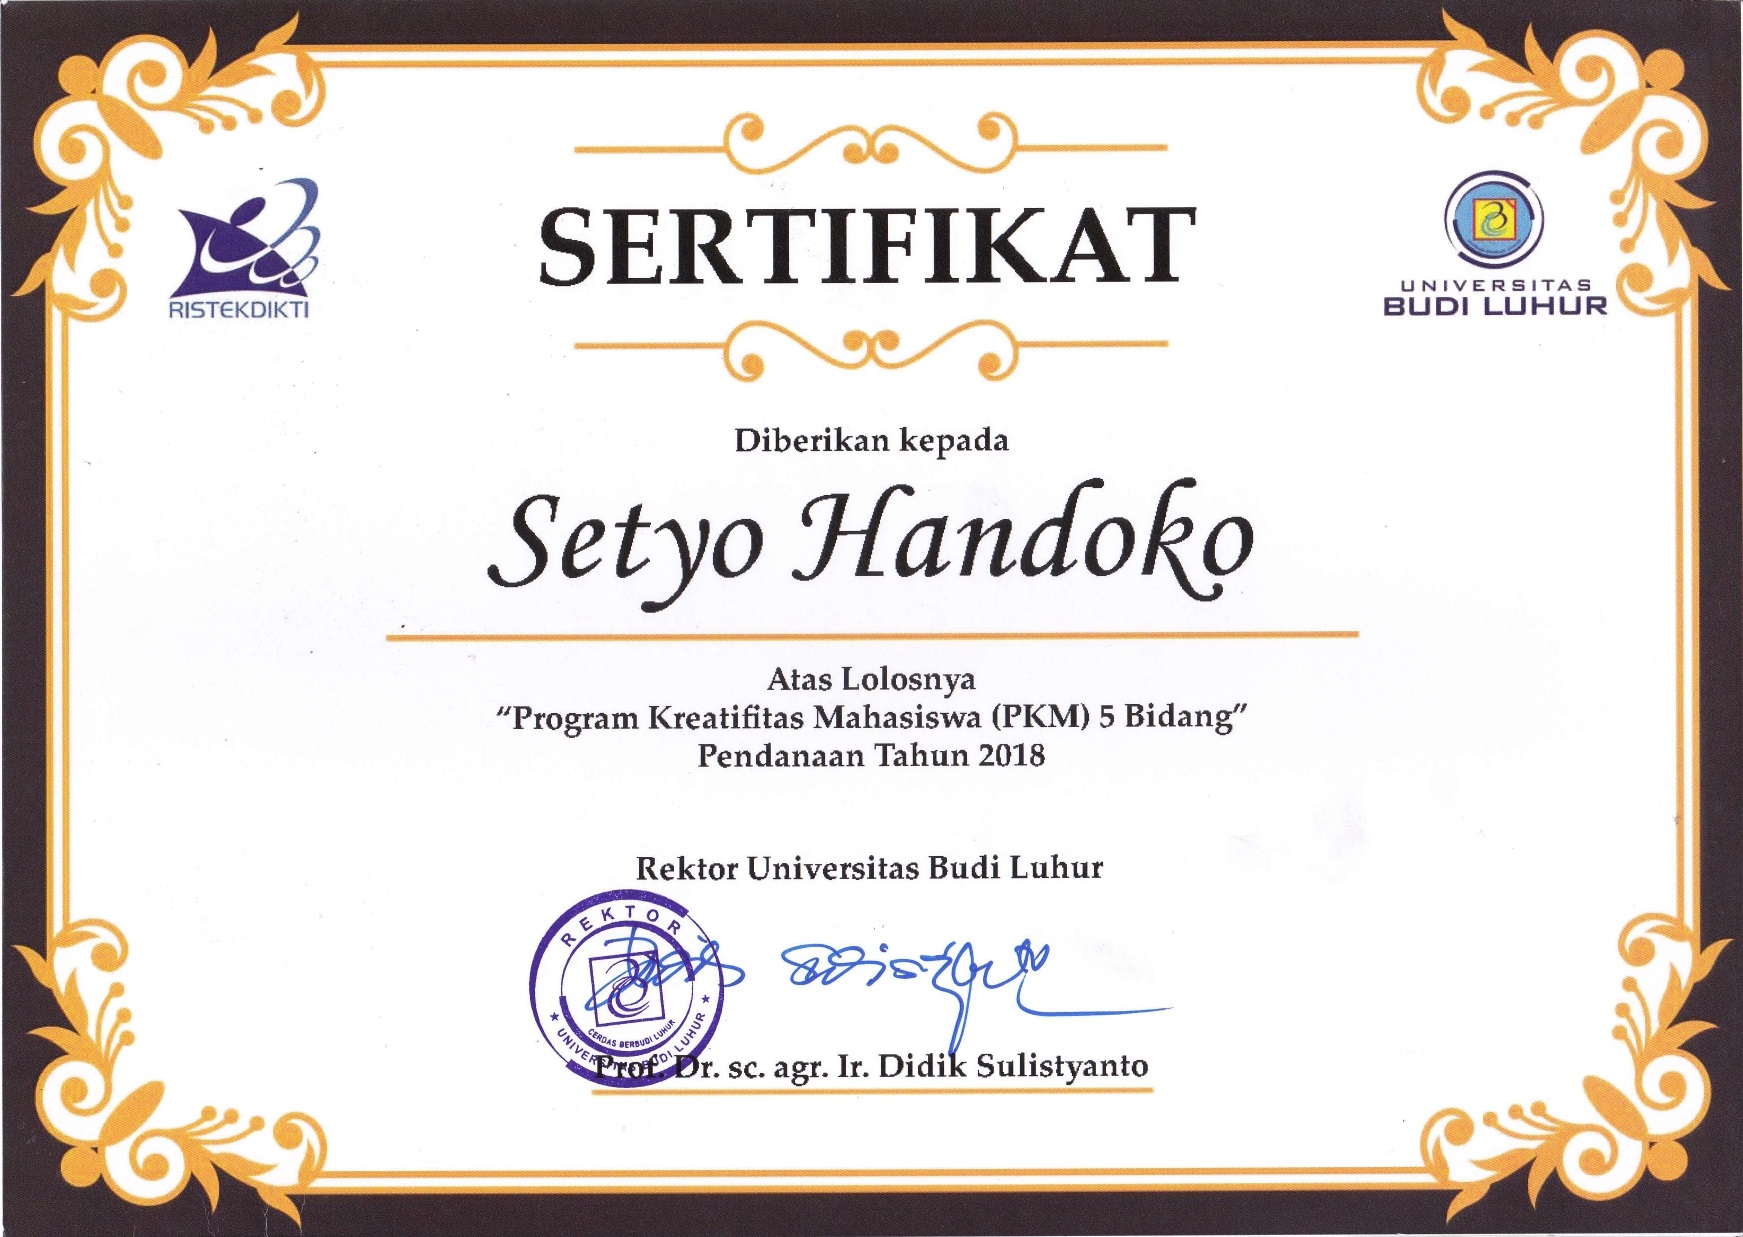 SERTIFIKAT
RISTEKDIKTI
UNIVERSITAS
BUDI LUHUR
Diberikan kepada
Setyo Handoko
Atas Lolosnya
“Program Kreatifitas Mahasiswa (PKM) 5 Bidang”
Pendanaan Tahun 2018
Rektor Universitas Budi Luhur
REKTOR
CERDAS BERBUDI LUHUR
★ UNIVERSITAS BUDI LUHUR ★
Prof. Dr. sc. agr. Ir. Didik Sulistyanto